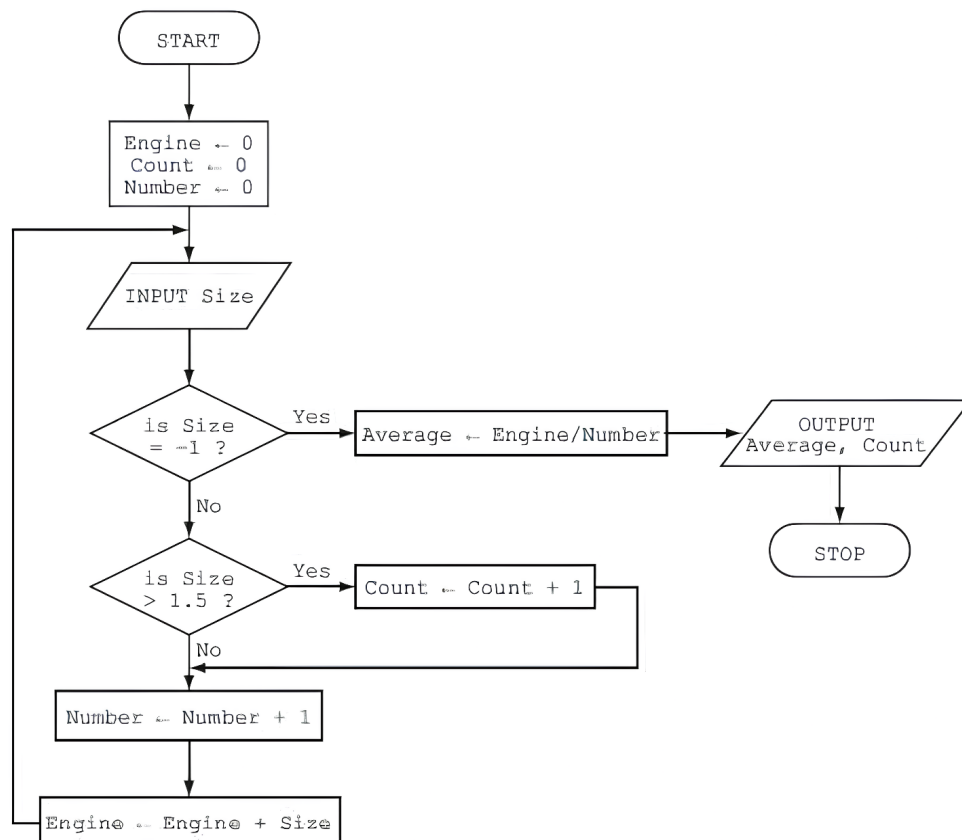 START
Engine ← 0
Count ← 0
Number ← 0
INPUT Size
is Size
= -1 ?
Yes
Average ← Engine/Number
OUTPUT
Average, Count
STOP
No
is Size
> 1.5 ?
Yes
Count ← Count + 1
No
Number ← Number + 1
Engine ← Engine + Size